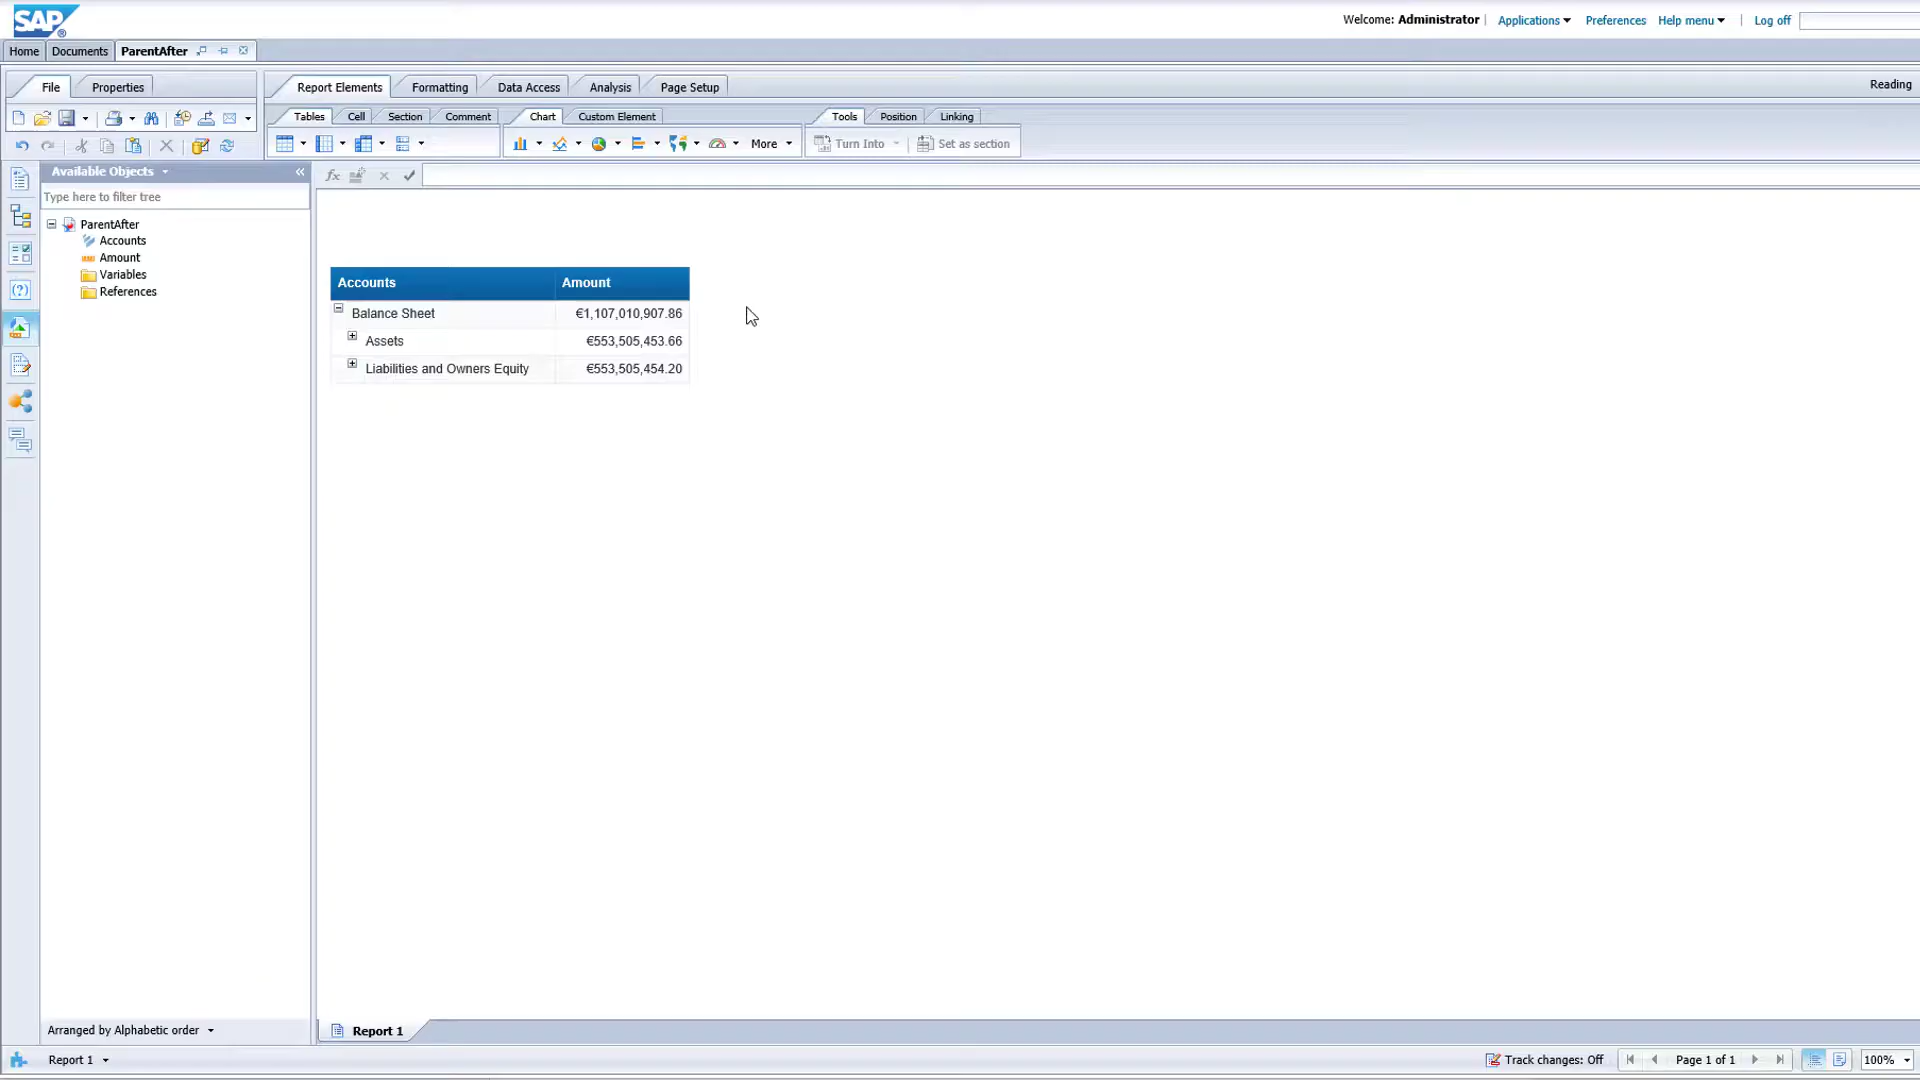 SAP
Welcome: Administrator Applications Preferences Help menu Log off
Home Documents ParentAfter
File Properties Report Elements Formatting Data Access Analysis Page Setup Reading
Tables Cell Section Comment Chart Custom Element Tools Position Linking
More Turn Into Set as section
Available Objects
Type here to filter tree
ParentAfter
Accounts
Amount
Variables
References
Accounts Amount
Balance Sheet €1,107,010,907.86
Assets €553,505,453.66
Liabilities and Owners Equity €553,505,454.20
Arranged by Alphabetic order
Report 1
Report 1 Track changes: Off Page 1 of 1 100%